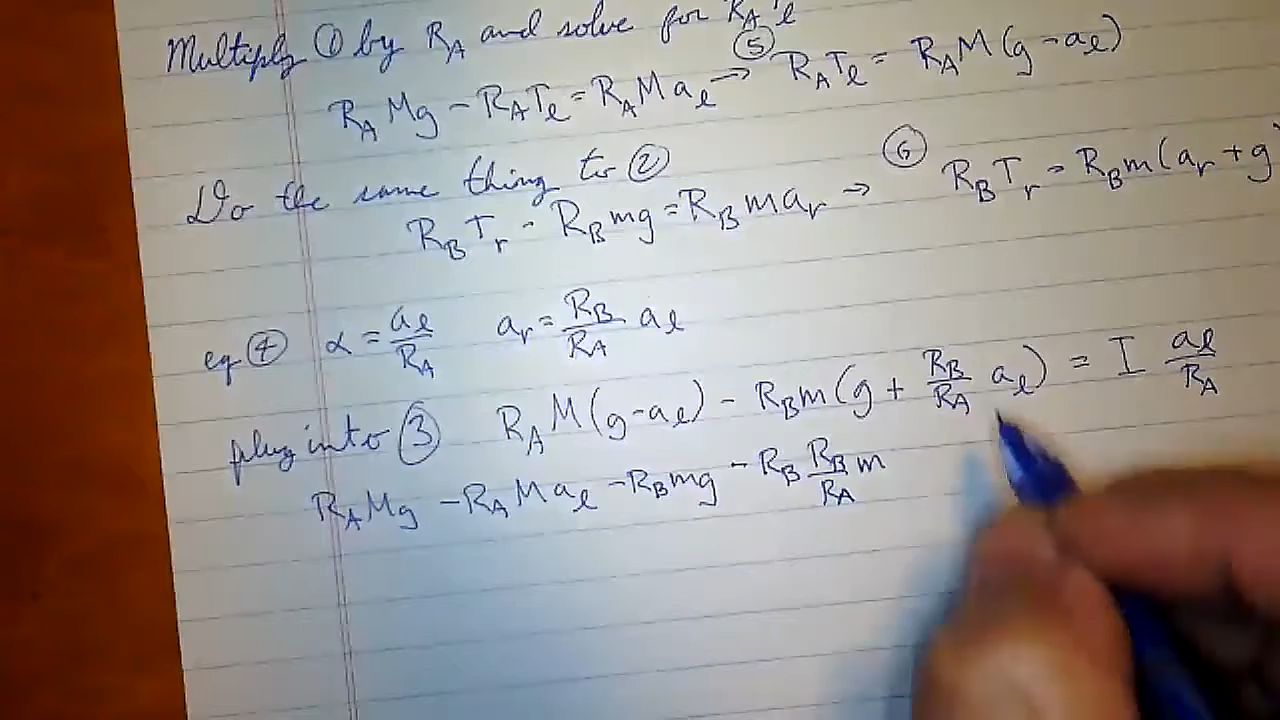 Multiply ① by R_A and solve for R_A T_l
R_A Mg - R_A T_l = R_A M a_l → ⑤ R_A T_l = R_A M (g - a_l)
Do the same thing to ②
R_B T_r - R_B mg = R_B m a_r → ⑥ R_B T_r = R_B m (a_r + g)
eq ④ α = a_l/R_A a_r = R_B/R_A a_l
plug into ③ R_A M (g - a_l) - R_B m (g + R_B/R_A a_l) = I a_l/R_A
R_A Mg - R_A M a_l - R_B mg - R_B R_B/R_A m